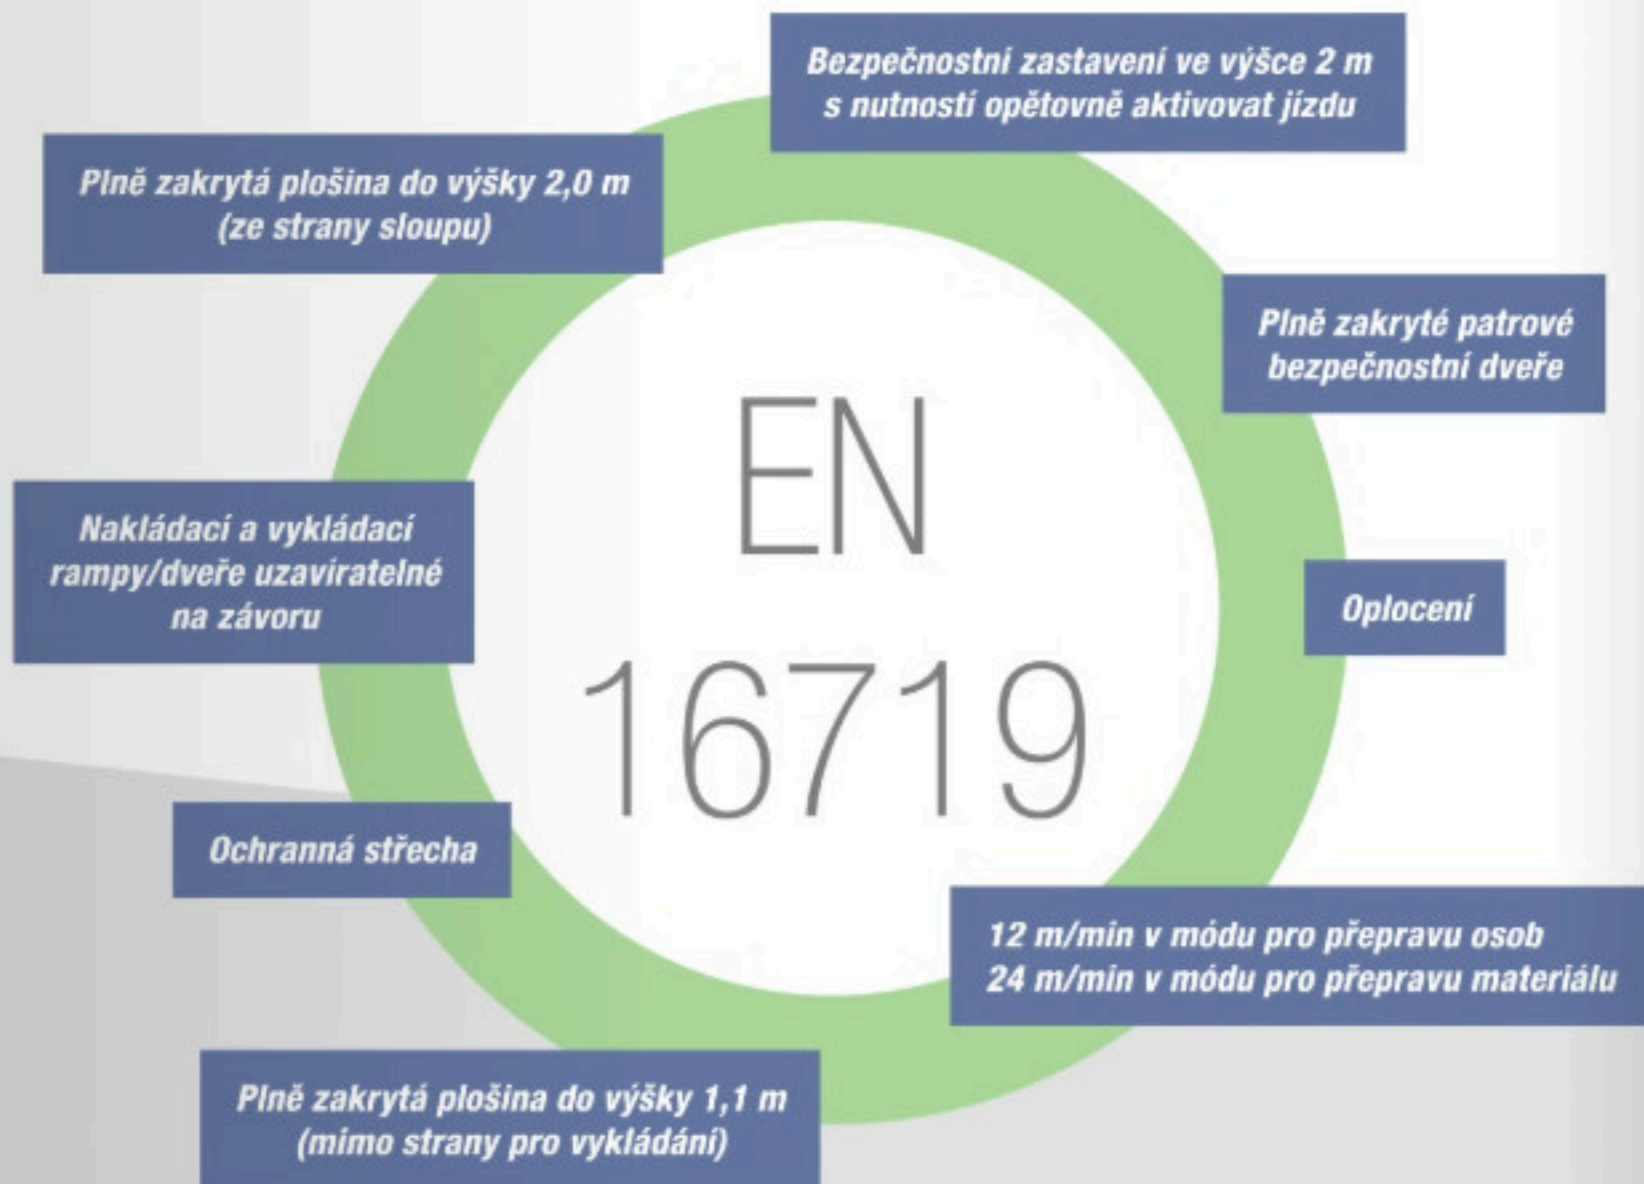 Bezpečnostní zastavení ve výšce 2 m
s nutností opětovně aktivovat jízdu
Plně zakrytá plošina do výšky 2,0 m
(ze strany sloupu)
Plně zakryté patrové
bezpečnostní dveře
EN
16719
Nakládací a vykládací
rampy/dveře uzavíratelné
na závoru
Oplocení
Ochranná střecha
12 m/min v módu pro přepravu osob
24 m/min v módu pro přepravu materiálu
Plně zakrytá plošina do výšky 1,1 m
(mimo strany pro vykládání)